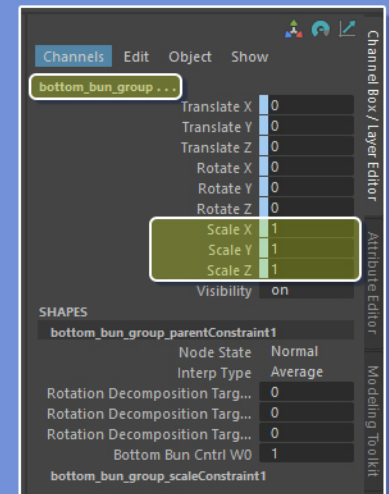 Channels Edit Object Show
bottom_bun_group . . .
Translate X 0
Translate Y 0
Translate Z 0
Rotate X 0
Rotate Y 0
Rotate Z 0
Scale X 1
Scale Y 1
Scale Z 1
Visibility on
SHAPES
bottom_bun_group_parentConstraint1
Node State Normal
Interp Type Average
Rotation Decomposition Targ... 0
Rotation Decomposition Targ... 0
Rotation Decomposition Targ... 0
Bottom Bun Cntrl W0 1
bottom_bun_group_scaleConstraint1
Channel Box / Layer Editor
Attribute Editor
Modeling Toolkit